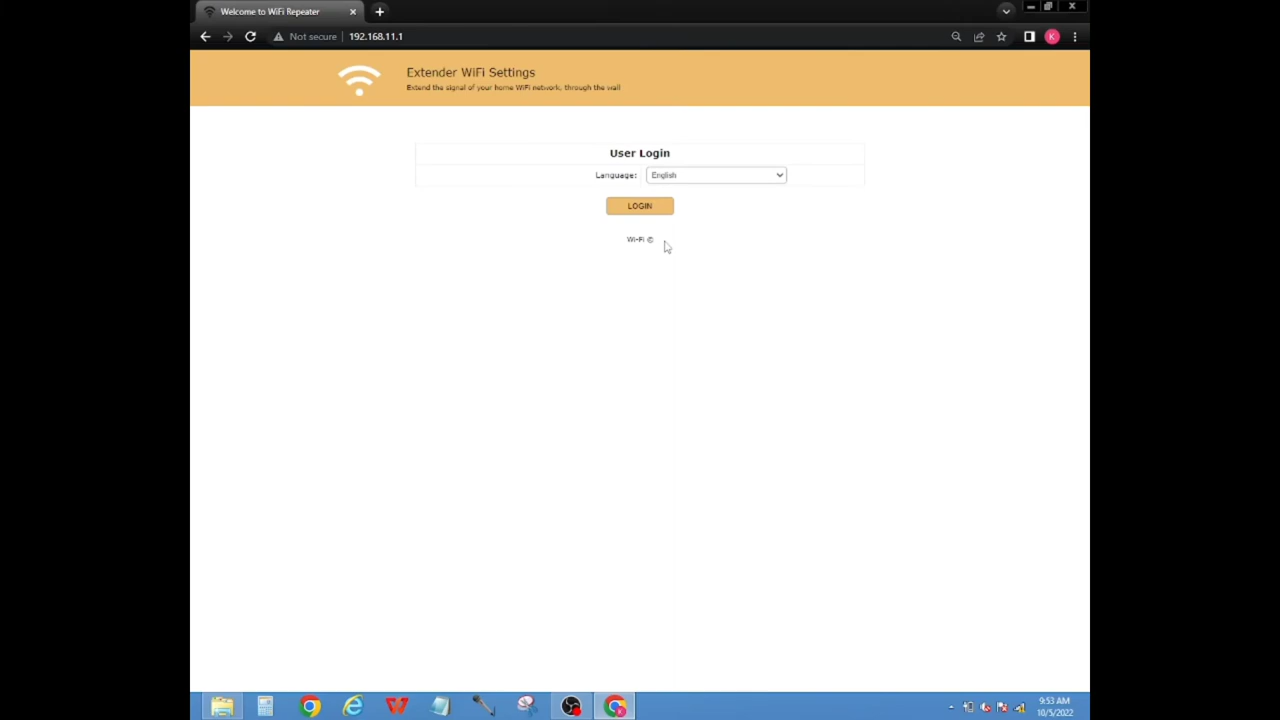 Welcome to WiFi Repeater
Not secure
192.168.11.1
K
Extender WiFi Settings
Extend the signal of your home WiFi network, through the wall
User Login
Language:
English
LOGIN
Wi-Fi ©
9:53 AM
10/5/2022